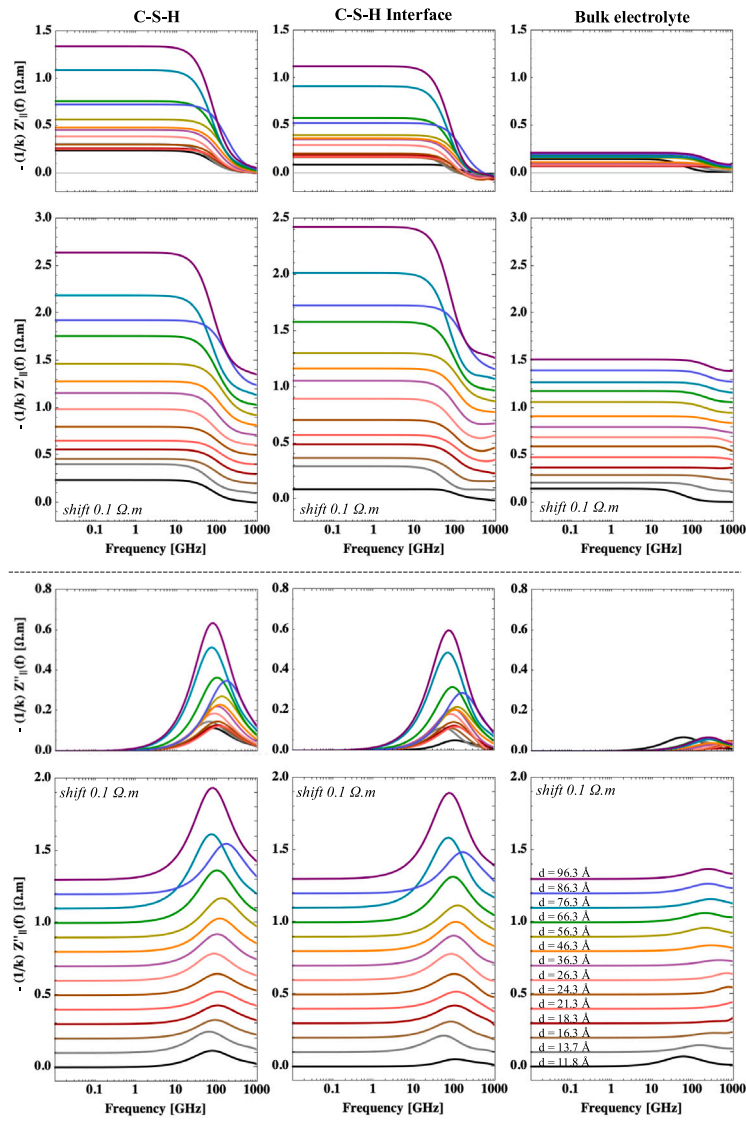 C-S-H
C-S-H Interface
Bulk electrolyte
- (1/k) Z'||(f) [Ω.m]
1.5
1.0
0.5
0.0
1.5
1.0
0.5
0.0
1.5
1.0
0.5
0.0
- (1/k) Z'||(f) [Ω.m]
3.0
2.5
2.0
1.5
1.0
0.5
0.0
shift 0.1 Ω.m
0.1
1
10
100
1000
Frequency [GHz]
2.5
2.0
1.5
1.0
0.5
0.0
shift 0.1 Ω.m
0.1
1
10
100
1000
Frequency [GHz]
3.0
2.5
2.0
1.5
1.0
0.5
0.0
shift 0.1 Ω.m
0.1
1
10
100
1000
Frequency [GHz]
- (1/k) Z"||(f) [Ω.m]
0.8
0.6
0.4
0.2
0.0
0.8
0.6
0.4
0.2
0.0
0.8
0.6
0.4
0.2
0.0
- (1/k) Z"||(f) [Ω.m]
2.0
1.5
1.0
0.5
0.0
shift 0.1 Ω.m
0.1
1
10
100
1000
Frequency [GHz]
2.0
1.5
1.0
0.5
0.0
shift 0.1 Ω.m
0.1
1
10
100
1000
Frequency [GHz]
2.0
1.5
1.0
0.5
0.0
shift 0.1 Ω.m
d = 96.3 Å
d = 86.3 Å
d = 76.3 Å
d = 66.3 Å
d = 56.3 Å
d = 46.3 Å
d = 36.3 Å
d = 26.3 Å
d = 24.3 Å
d = 21.3 Å
d = 18.3 Å
d = 16.3 Å
d = 13.7 Å
d = 11.8 Å
0.1
1
10
100
1000
Frequency [GHz]